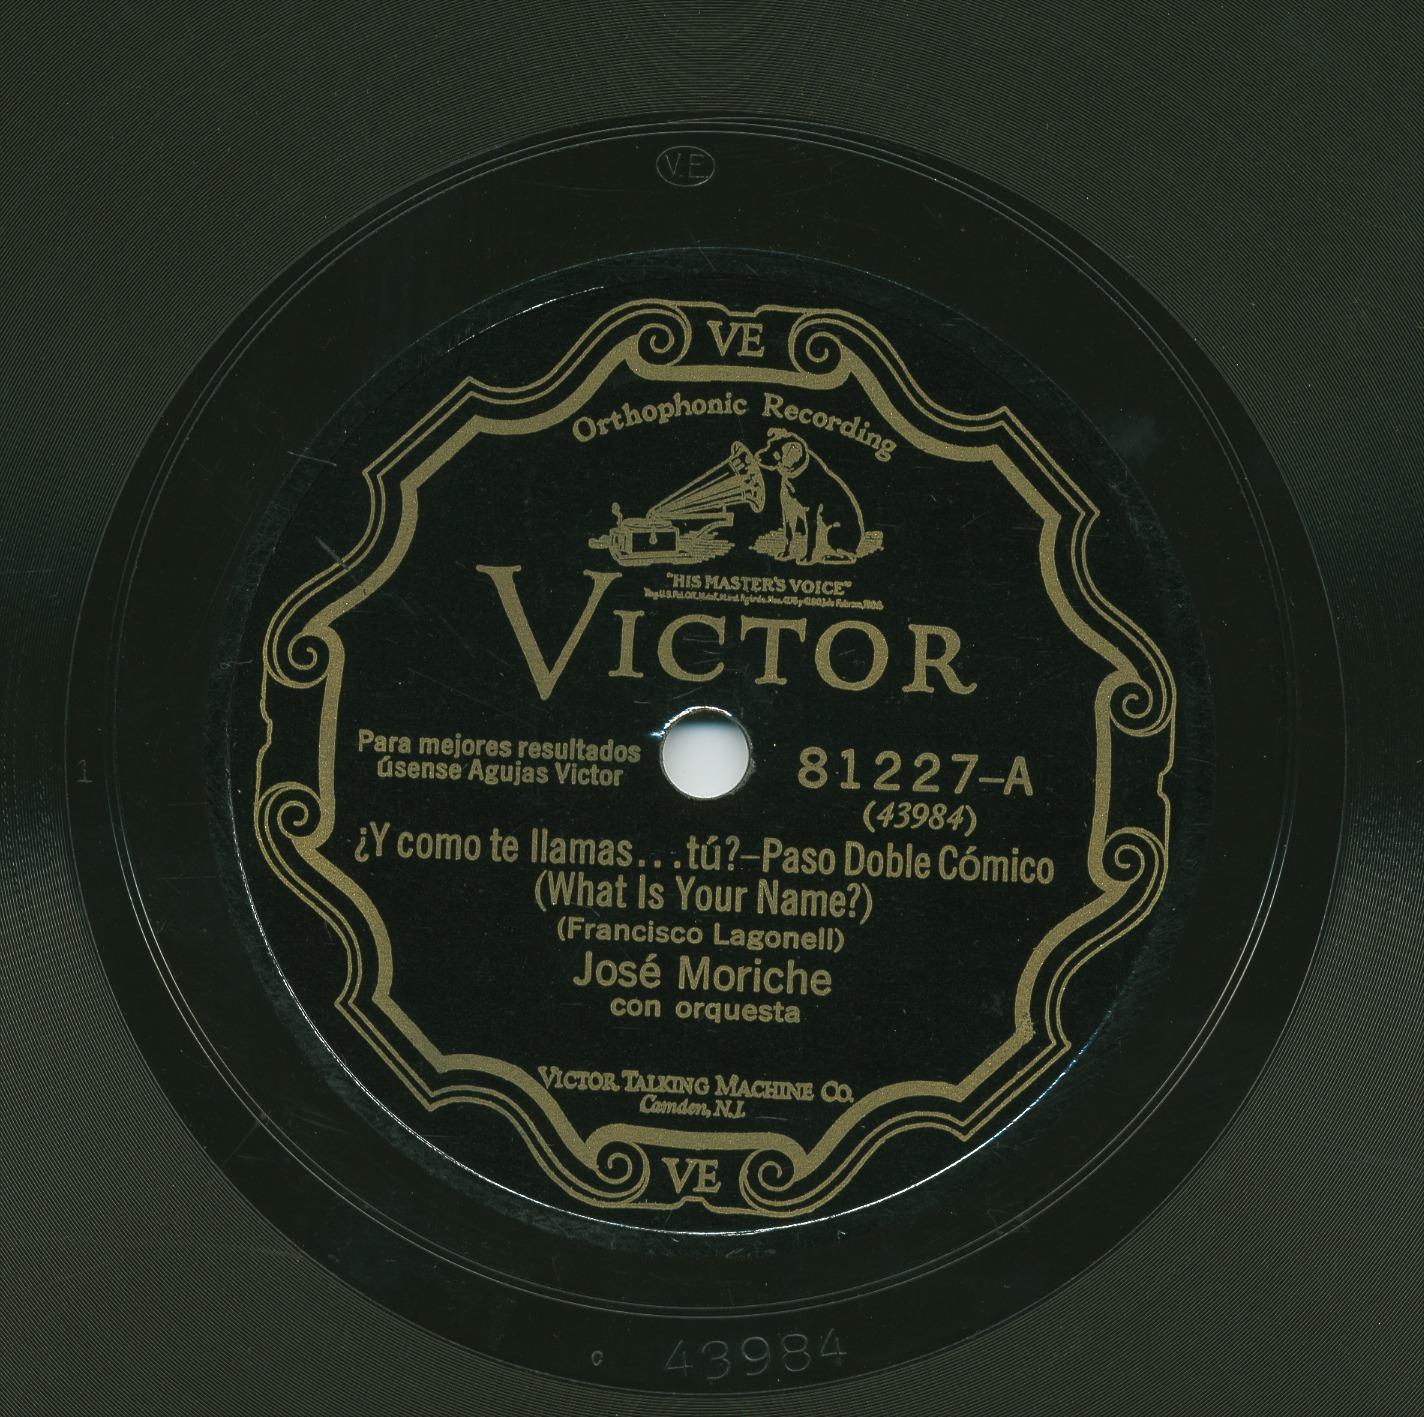 V.E.
VE
Orthophonic Recording
"HIS MASTER'S VOICE"
VICTOR
Para mejores resultados
úsense Agujas Victor
81227-A
(43984)
¿Y como te llamas...tú?-Paso Doble Cómico
(What Is Your Name?)
(Francisco Lagonell)
José Moriche
con orquesta
VICTOR TALKING MACHINE CO.
Camden, N.J.
VE
1
c 43984